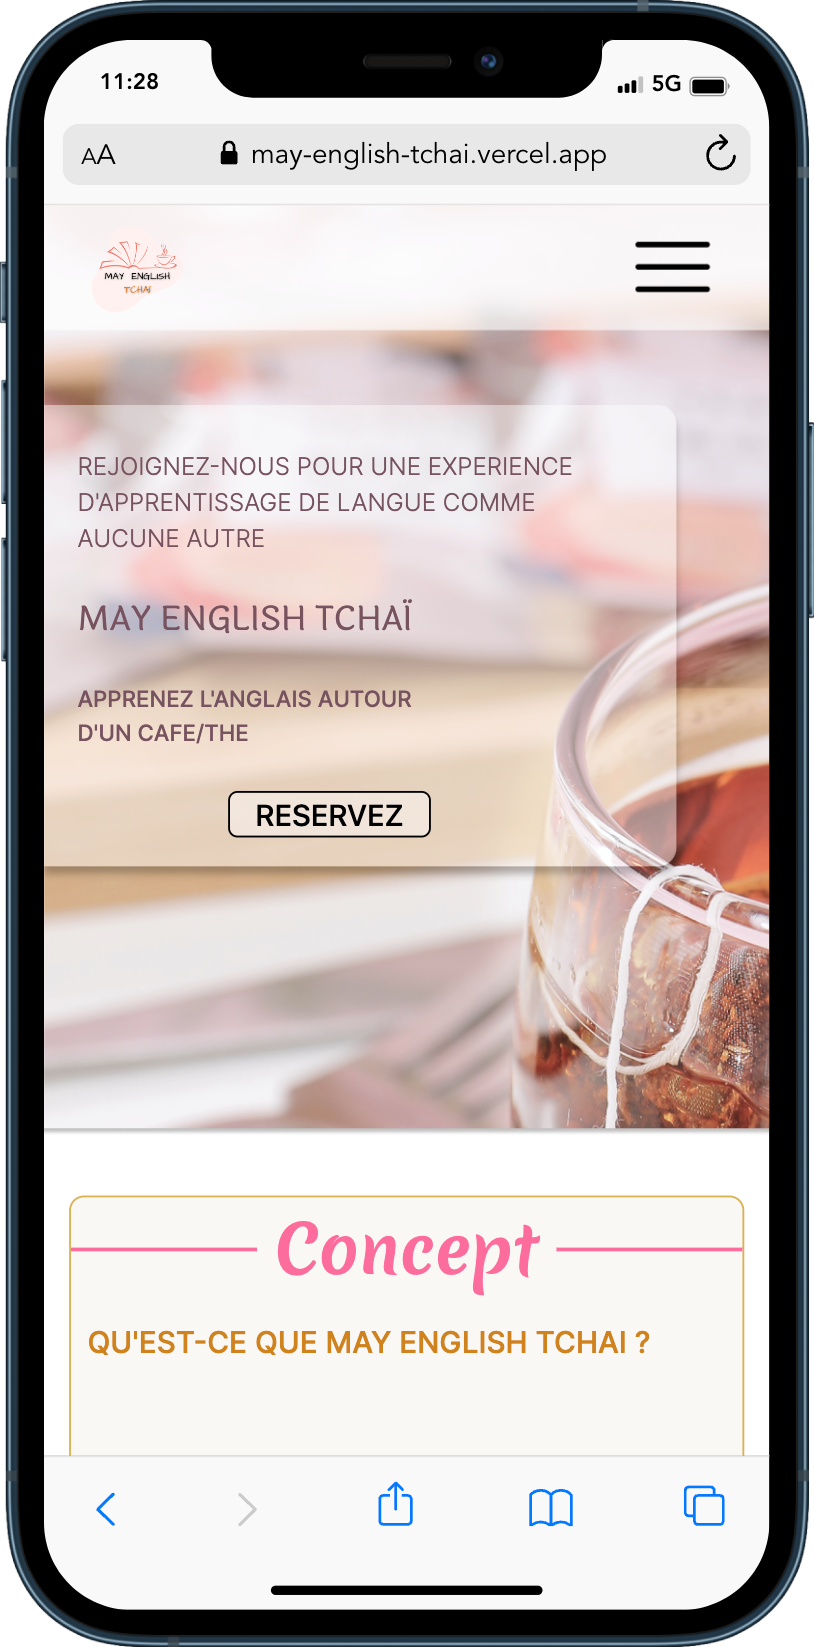 11:28
5G
AA
may-english-tchai.vercel.app
MAY ENGLISH
TCHAI
REJOIGNEZ-NOUS POUR UNE EXPERIENCE
D'APPRENTISSAGE DE LANGUE COMME
AUCUNE AUTRE
MAY ENGLISH TCHAÏ
APPRENEZ L'ANGLAIS AUTOUR
D'UN CAFE/THE
RESERVEZ
Concept
QU'EST-CE QUE MAY ENGLISH TCHAI ?